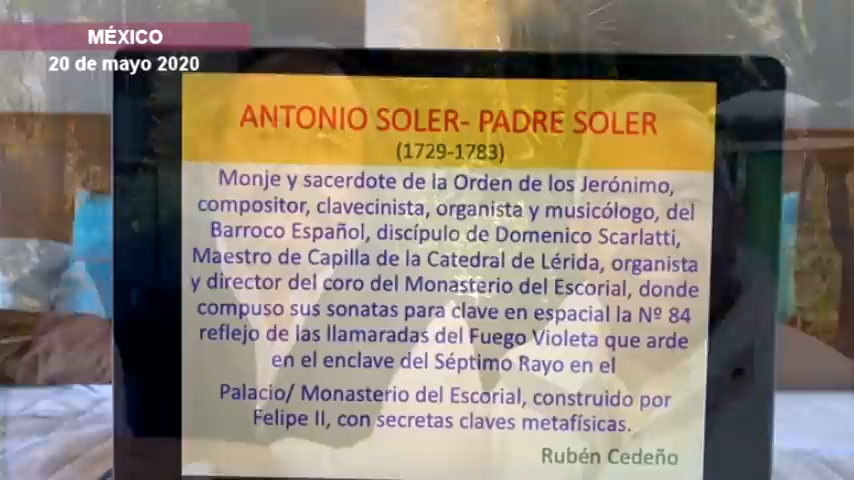 MÉXICO
20 de mayo 2020
ANTONIO SOLER- PADRE SOLER
(1729-1783)
Monje y sacerdote de la Orden de los Jerónimo,
compositor, clavecinista, organista y musicólogo, del
Barroco Español, discípulo de Domenico Scarlatti,
Maestro de Capilla de la Catedral de Lérida, organista
y director del coro del Monasterio del Escorial, donde
compuso sus sonatas para clave en espacial la Nº 84
reflejo de las llamaradas del Fuego Violeta que arde
en el enclave del Séptimo Rayo en el
Palacio/ Monasterio del Escorial, construido por
Felipe II, con secretas claves metafísicas.
Rubén Cedeño